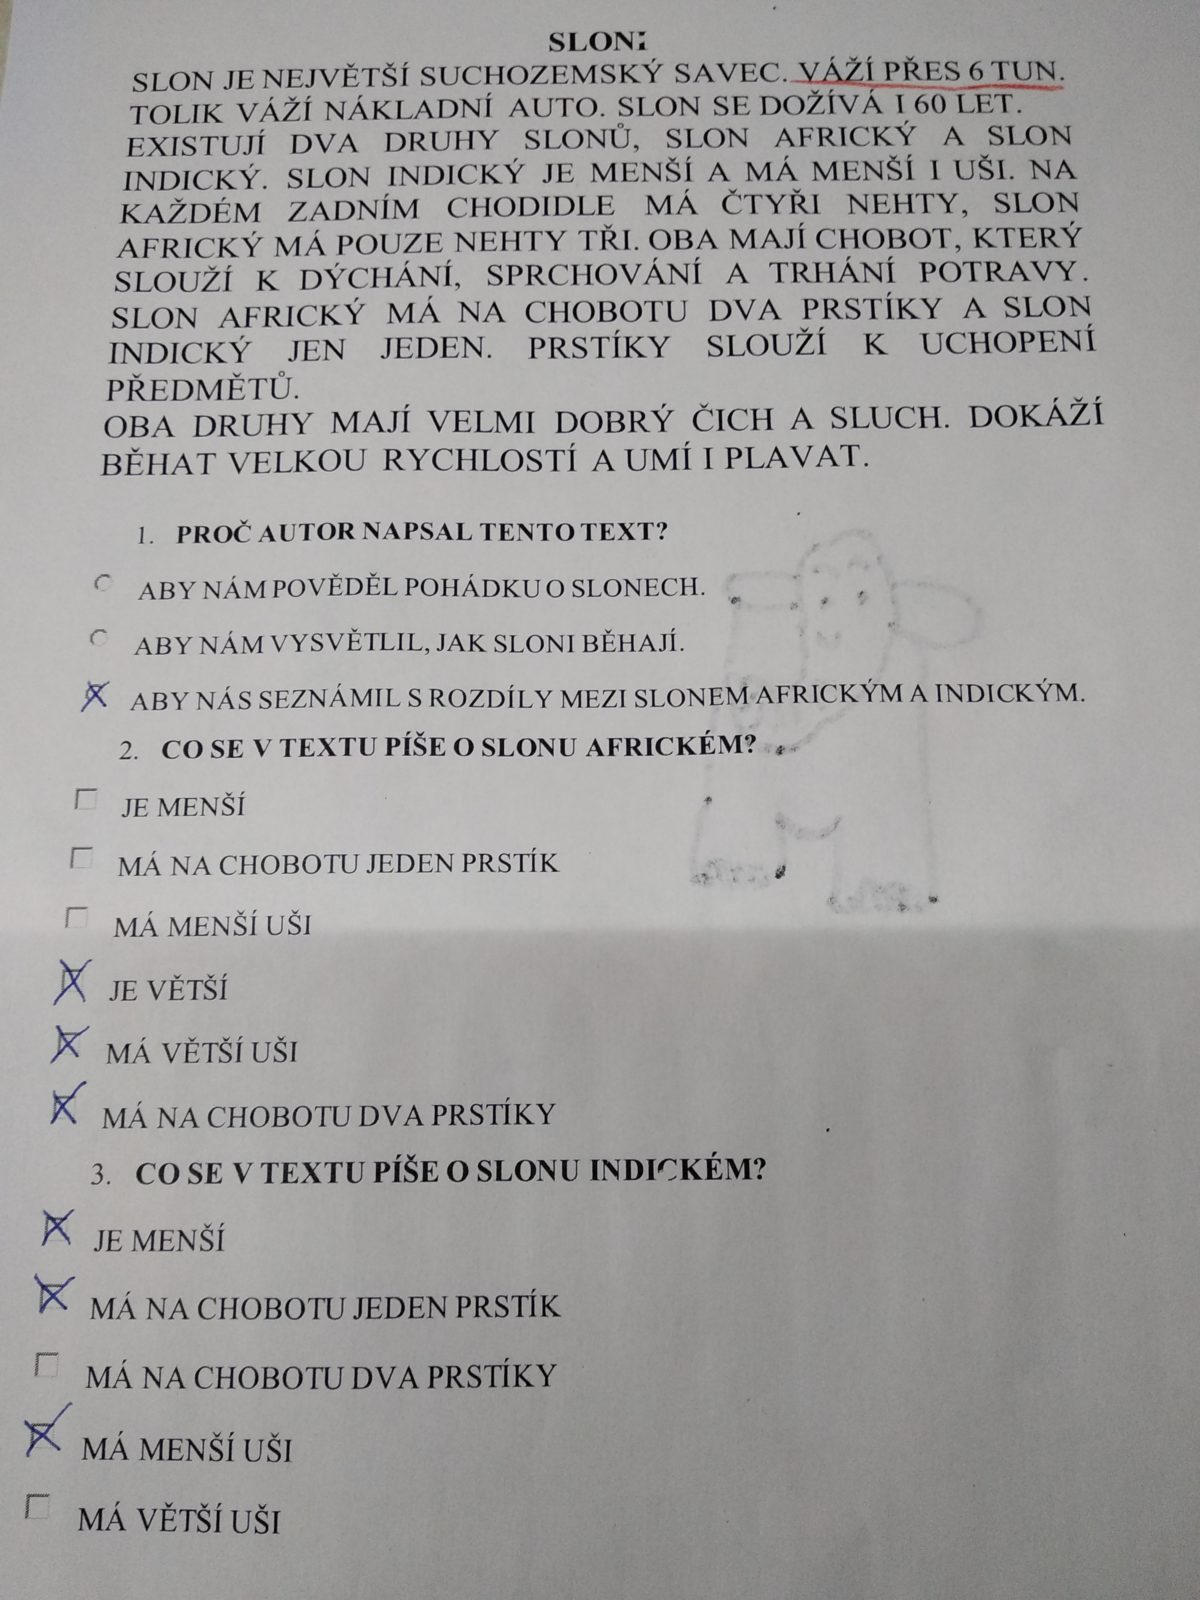 SLONI
SLON JE NEJVĚTŠÍ SUCHOZEMSKÝ SAVEC. VÁŽÍ PŘES 6 TUN.
TOLIK VÁŽÍ NÁKLADNÍ AUTO. SLON SE DOŽÍVÁ I 60 LET.
EXISTUJÍ DVA DRUHY SLONŮ, SLON AFRICKÝ A SLON
INDICKÝ. SLON INDICKÝ JE MENŠÍ A MÁ MENŠÍ I UŠI. NA
KAŽDÉM ZADNÍM CHODIDLE MÁ ČTYŘI NEHTY, SLON
AFRICKÝ MÁ POUZE NEHTY TŘI. OBA MAJÍ CHOBOT, KTERÝ
SLOUŽÍ K DÝCHÁNÍ, SPRCHOVÁNÍ A TRHÁNÍ POTRAVY.
SLON AFRICKÝ MÁ NA CHOBOTU DVA PRSTÍKY A SLON
INDICKÝ JEN JEDEN. PRSTÍKY SLOUŽÍ K UCHOPENÍ
PŘEDMĚTŮ.
OBA DRUHY MAJÍ VELMI DOBRÝ ČICH A SLUCH. DOKÁŽÍ
BĚHAT VELKOU RYCHLOSTÍ A UMÍ I PLAVAT.
1. PROČ AUTOR NAPSAL TENTO TEXT?
ABY NÁM POVĚDĚL POHÁDKU O SLONECH.
ABY NÁM VYSVĚTLIL, JAK SLONI BĚHAJÍ.
ABY NÁS SEZNÁMIL S ROZDÍLY MEZI SLONEM AFRICKÝM A INDICKÝM.
2. CO SE V TEXTU PÍŠE O SLONU AFRICKÉM?
JE MENŠÍ
MÁ NA CHOBOTU JEDEN PRSTÍK
MÁ MENŠÍ UŠI
JE VĚTŠÍ
MÁ VĚTŠÍ UŠI
MÁ NA CHOBOTU DVA PRSTÍKY
3. CO SE V TEXTU PÍŠE O SLONU INDICKÉM?
JE MENŠÍ
MÁ NA CHOBOTU JEDEN PRSTÍK
MÁ NA CHOBOTU DVA PRSTÍKY
MÁ MENŠÍ UŠI
MÁ VĚTŠÍ UŠI